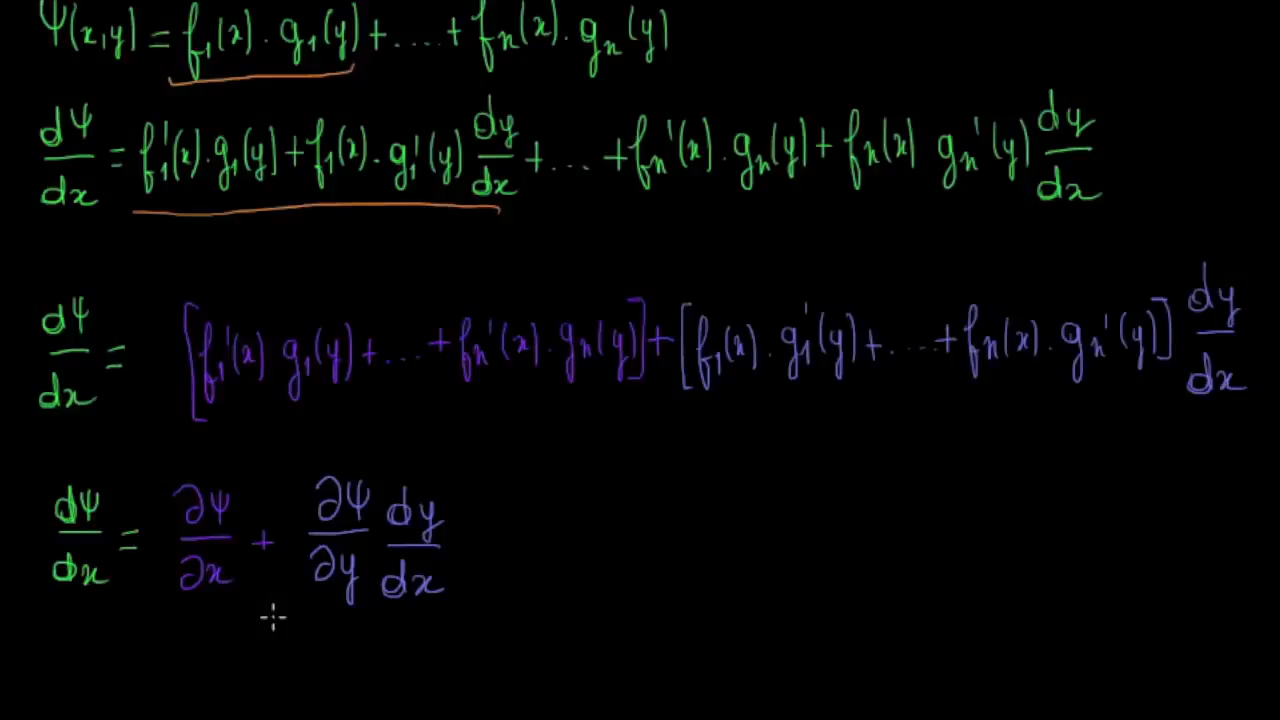 Ψ(x,y) = f₁(x) · g₁(y) + .... + fₙ(x) · gₙ(y)
dΨ/dx = f₁'(x) · g₁(y) + f₁(x) · g₁'(y) dy/dx + ... + fₙ'(x) · gₙ(y) + fₙ(x) gₙ'(y) dy/dx
dΨ/dx = [f₁'(x) g₁(y) + .... + fₙ'(x) · gₙ(y)] + [f₁(x) · g₁'(y) + .... + fₙ(x) · gₙ'(y)] dy/dx
dΨ/dx = ∂Ψ/∂x + ∂Ψ/∂y dy/dx